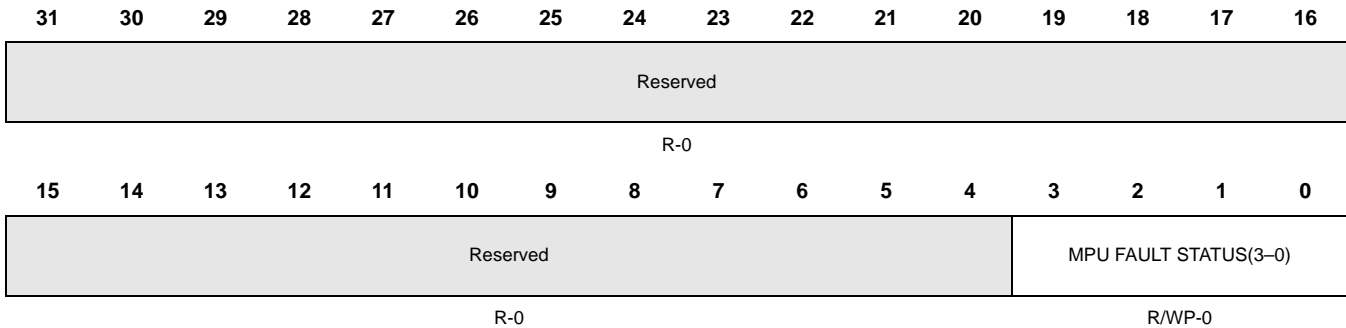 31 30 29 28 27 26 25 24 23 22 21 20 19 18 17 16
Reserved
R-0
15 14 13 12 11 10 9 8 7 6 5 4 3 2 1 0
Reserved MPU FAULT STATUS(3–0)
R-0 R/WP-0